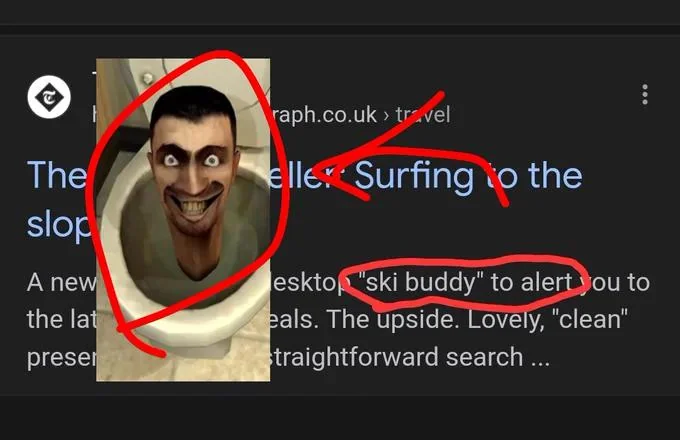 raph.co.uk › travel
The eller: Surfing to the
slop
A new desktop "ski buddy" to alert you to
the lat eals. The upside. Lovely, "clean"
presen straightforward search ...